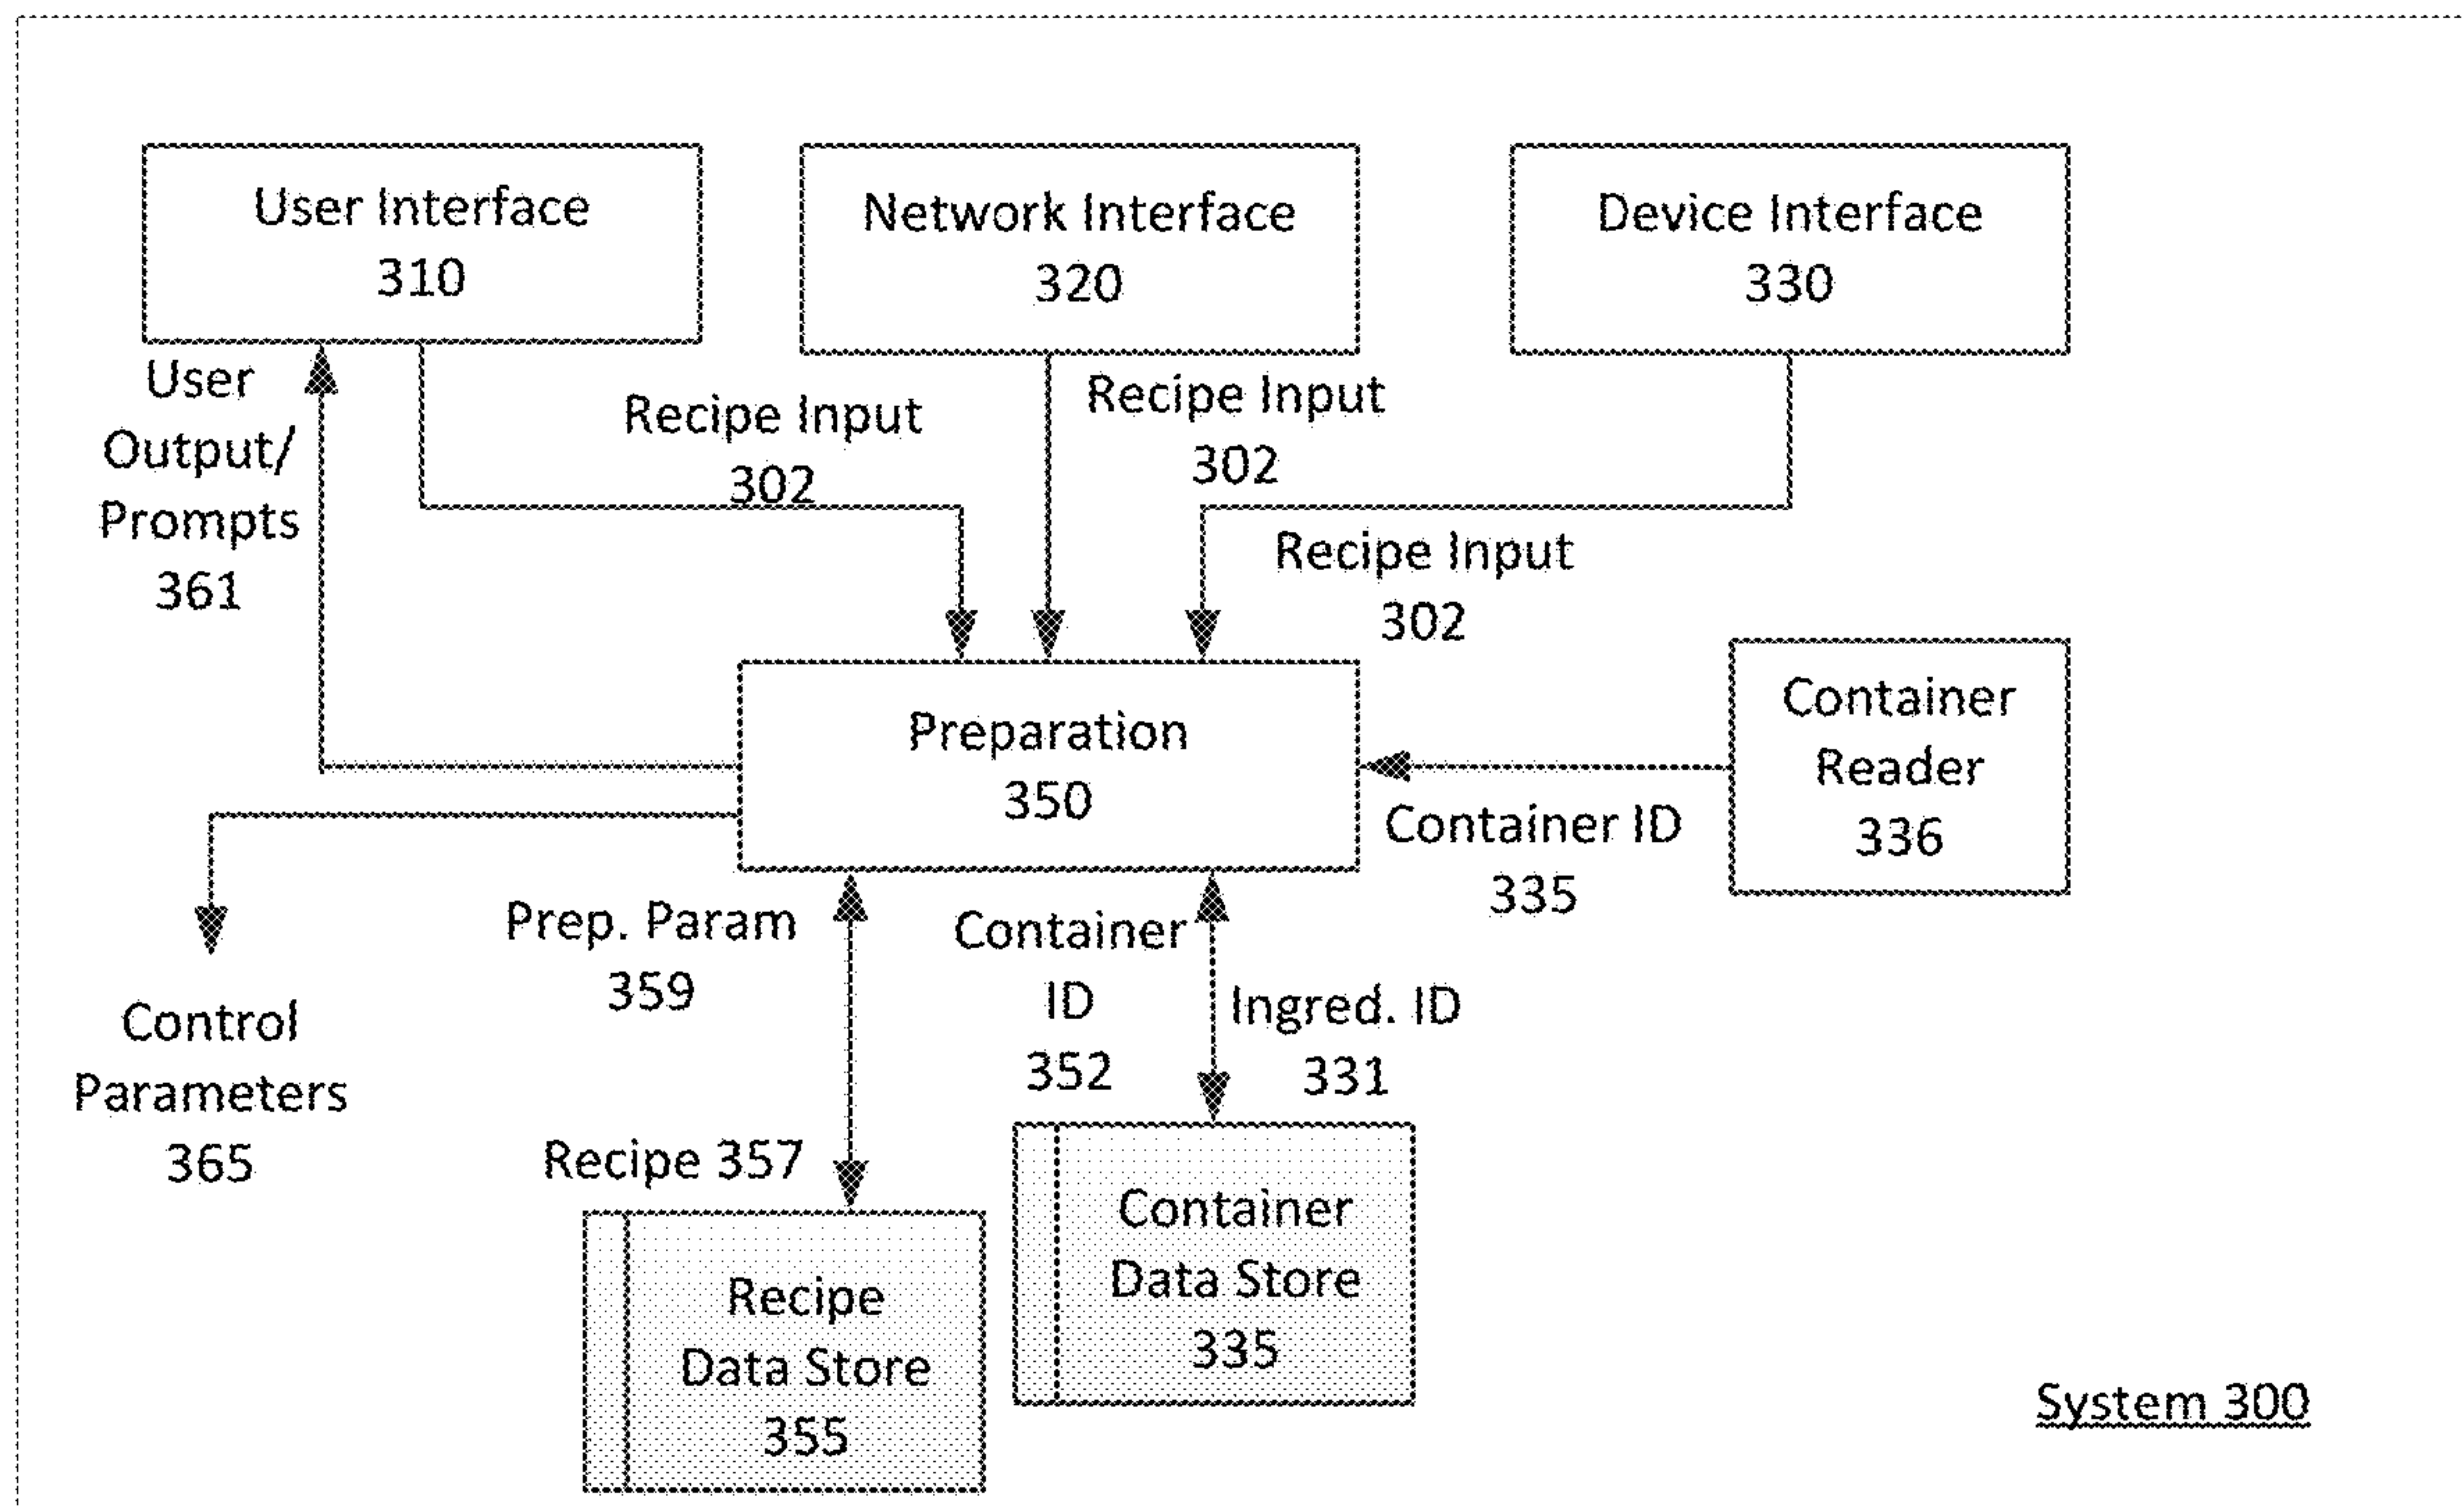 User Interface
310
Network Interface
320
Device Interface
330
User
Output/
Prompts
361
Recipe Input
302
Recipe Input
302
Recipe Input
302
Preparation
350
Container
Reader
336
Container ID
335
Prep. Param
359
Container
ID
352
Ingred. ID
331
Control
Parameters
365
Recipe 357
Recipe
Data Store
355
Container
Data Store
335
System 300